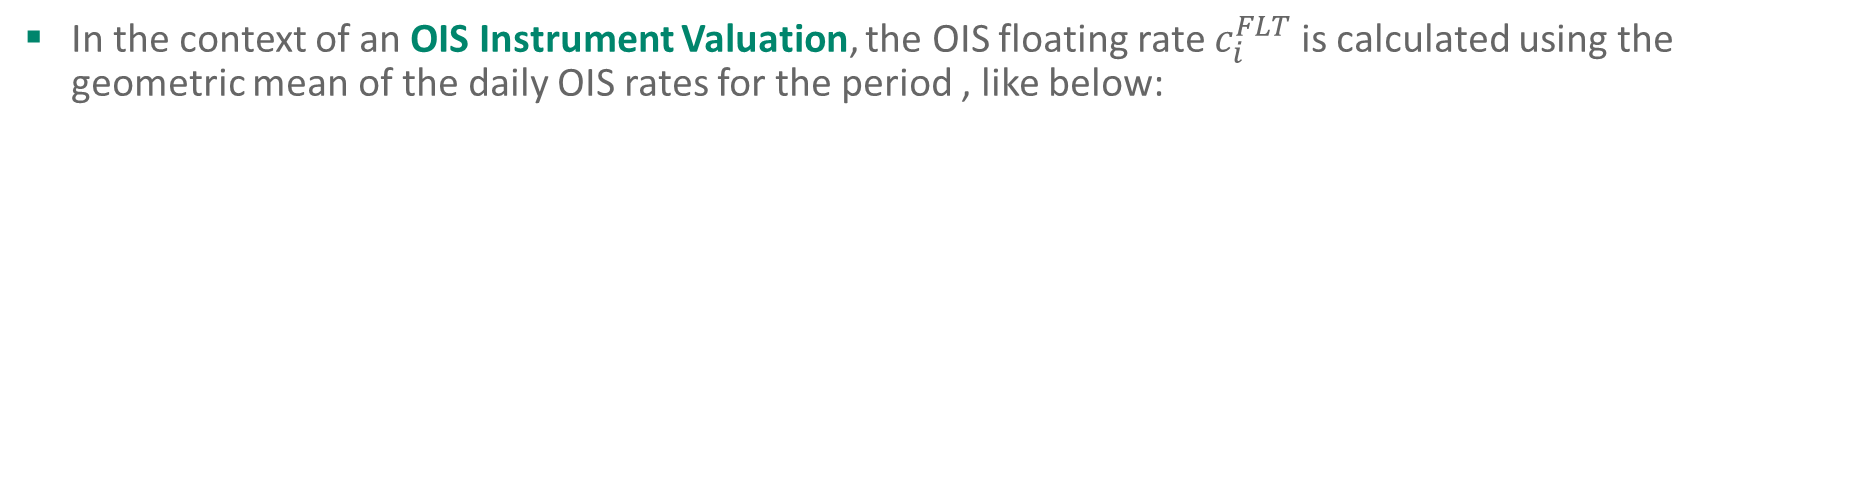 ▪ In the context of an OIS Instrument Valuation, the OIS floating rate $c_i^{FLT}$ is calculated using the
geometric mean of the daily OIS rates for the period , like below: